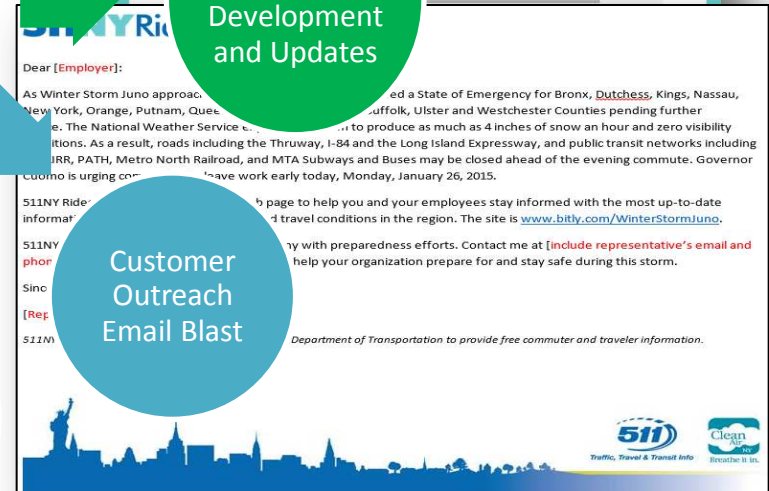 Development
and Updates
511NYRid
Dear [Employer]:
As Winter Storm Juno approac ed a State of Emergency for Bronx, Dutchess, Kings, Nassau,
New York, Orange, Putnam, Quee uffolk, Ulster and Westchester Counties pending further
e. The National Weather Service e to produce as much as 4 inches of snow an hour and zero visibility
itions. As a result, roads including the Thruway, I-84 and the Long Island Expressway, and public transit networks including
IRR, PATH, Metro North Railroad, and MTA Subways and Buses may be closed ahead of the evening commute. Governor
Cuomo is urging com leave work early today, Monday, January 26, 2015.
511NY Ride b page to help you and your employees stay informed with the most up-to-date
informati d travel conditions in the region. The site is www.bitly.com/WinterStormJuno.
511NY ny with preparedness efforts. Contact me at [include representative's email and
phon help your organization prepare for and stay safe during this storm.
Since
[Rep
511NY Department of Transportation to provide free commuter and traveler information.
Customer
Outreach
Email Blast
511
Traffic, Travel & Transit Info
Clean
Air
NY
Breathe it in.